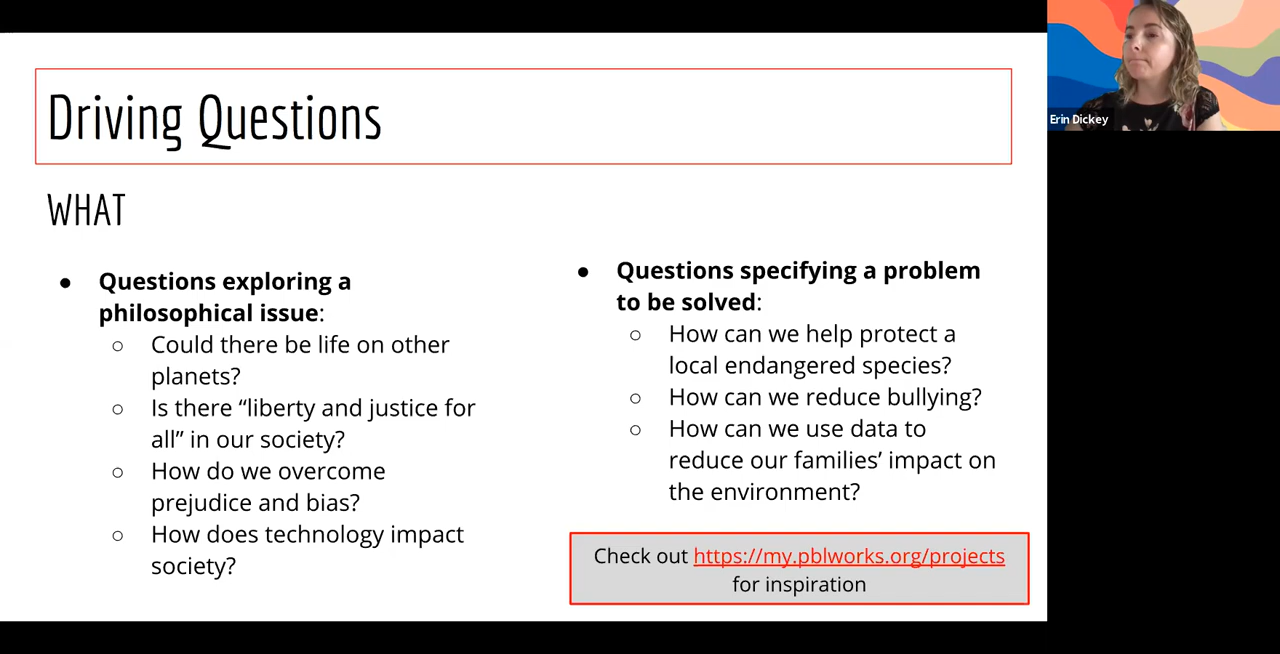 Driving Questions
WHAT
● Questions exploring a
philosophical issue:
○ Could there be life on other
planets?
○ Is there “liberty and justice for
all” in our society?
○ How do we overcome
prejudice and bias?
○ How does technology impact
society?
● Questions specifying a problem
to be solved:
○ How can we help protect a
local endangered species?
○ How can we reduce bullying?
○ How can we use data to
reduce our families’ impact on
the environment?
Check out https://my.pblworks.org/projects
for inspiration
Erin Dickey